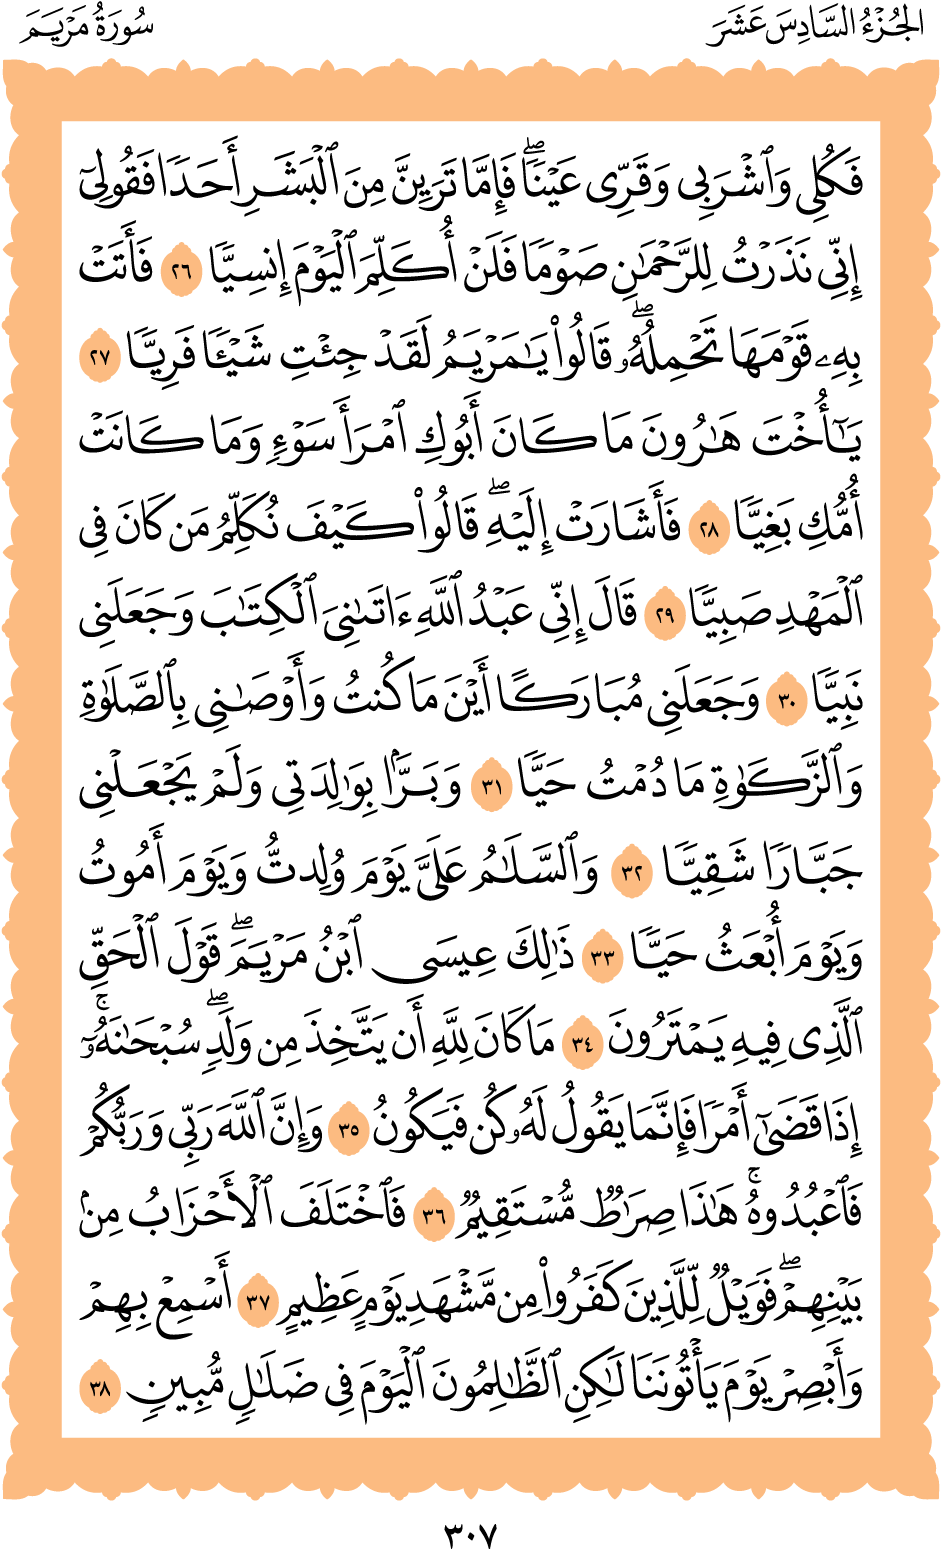 الجُزْءُ السَّادِسَ عَشَرَ
سُورَةُ مَرْيَمَ
فَكُلِي وَٱشْرَبِي وَقَرِّي عَيْنٗاۖ فَإِمَّا تَرَيِنَّ مِنَ ٱلْبَشَرِ أَحَدٗا فَقُولِيٓ
إِنِّي نَذَرْتُ لِلرَّحْمَٰنِ صَوْمٗا فَلَنْ أُكَلِّمَ ٱلْيَوْمَ إِنسِيّٗا ٢٦ فَأَتَتْ
بِهِۦ قَوْمَهَا تَحْمِلُهُۥۖ قَالُواْ يَٰمَرْيَمُ لَقَدْ جِئْتِ شَيْـٔٗا فَرِيّٗا ٢٧
يَٰٓأُخْتَ هَٰرُونَ مَا كَانَ أَبُوكِ ٱمْرَأَ سَوْءٖ وَمَا كَانَتْ
أُمُّكِ بَغِيّٗا ٢٨ فَأَشَارَتْ إِلَيْهِۖ قَالُواْ كَيْفَ نُكَلِّمُ مَن كَانَ فِي
ٱلْمَهْدِ صَبِيّٗا ٢٩ قَالَ إِنِّي عَبْدُ ٱللَّهِ ءَاتَىٰنِيَ ٱلْكِتَٰبَ وَجَعَلَنِي
نَبِيّٗا ٣٠ وَجَعَلَنِي مُبَارَكًا أَيْنَ مَا كُنتُ وَأَوْصَٰنِي بِٱلصَّلَوٰةِ
وَٱلزَّكَوٰةِ مَا دُمْتُ حَيّٗا ٣١ وَبَرَّۢا بِوَٰلِدَتِي وَلَمْ يَجْعَلْنِي
جَبَّارٗا شَقِيّٗا ٣٢ وَٱلسَّلَٰمُ عَلَيَّ يَوْمَ وُلِدتُّ وَيَوْمَ أَمُوتُ
وَيَوْمَ أُبْعَثُ حَيّٗا ٣٣ ذَٰلِكَ عِيسَى ٱبْنُ مَرْيَمَۖ قَوْلَ ٱلْحَقِّ
ٱلَّذِي فِيهِ يَمْتَرُونَ ٣٤ مَا كَانَ لِلَّهِ أَن يَتَّخِذَ مِن وَلَدٖۖ سُبْحَٰنَهُۥٓۚ
إِذَا قَضَىٰٓ أَمْرٗا فَإِنَّمَا يَقُولُ لَهُۥ كُن فَيَكُونُ ٣٥ وَإِنَّ ٱللَّهَ رَبِّي وَرَبُّكُمْ
فَٱعْبُدُوهُۚ هَٰذَا صِرَٰطٞ مُّسْتَقِيمٞ ٣٦ فَٱخْتَلَفَ ٱلْأَحْزَابُ مِنۢ
بَيْنِهِمْۖ فَوَيْلٞ لِّلَّذِينَ كَفَرُواْ مِن مَّشْهَدِ يَوْمٍ عَظِيمٍ ٣٧ أَسْمِعْ بِهِمْ
وَأَبْصِرْ يَوْمَ يَأْتُونَنَا لَٰكِنِ ٱلظَّٰلِمُونَ ٱلْيَوْمَ فِي ضَلَٰلٖ مُّبِينٖ ٣٨
٣٠٧